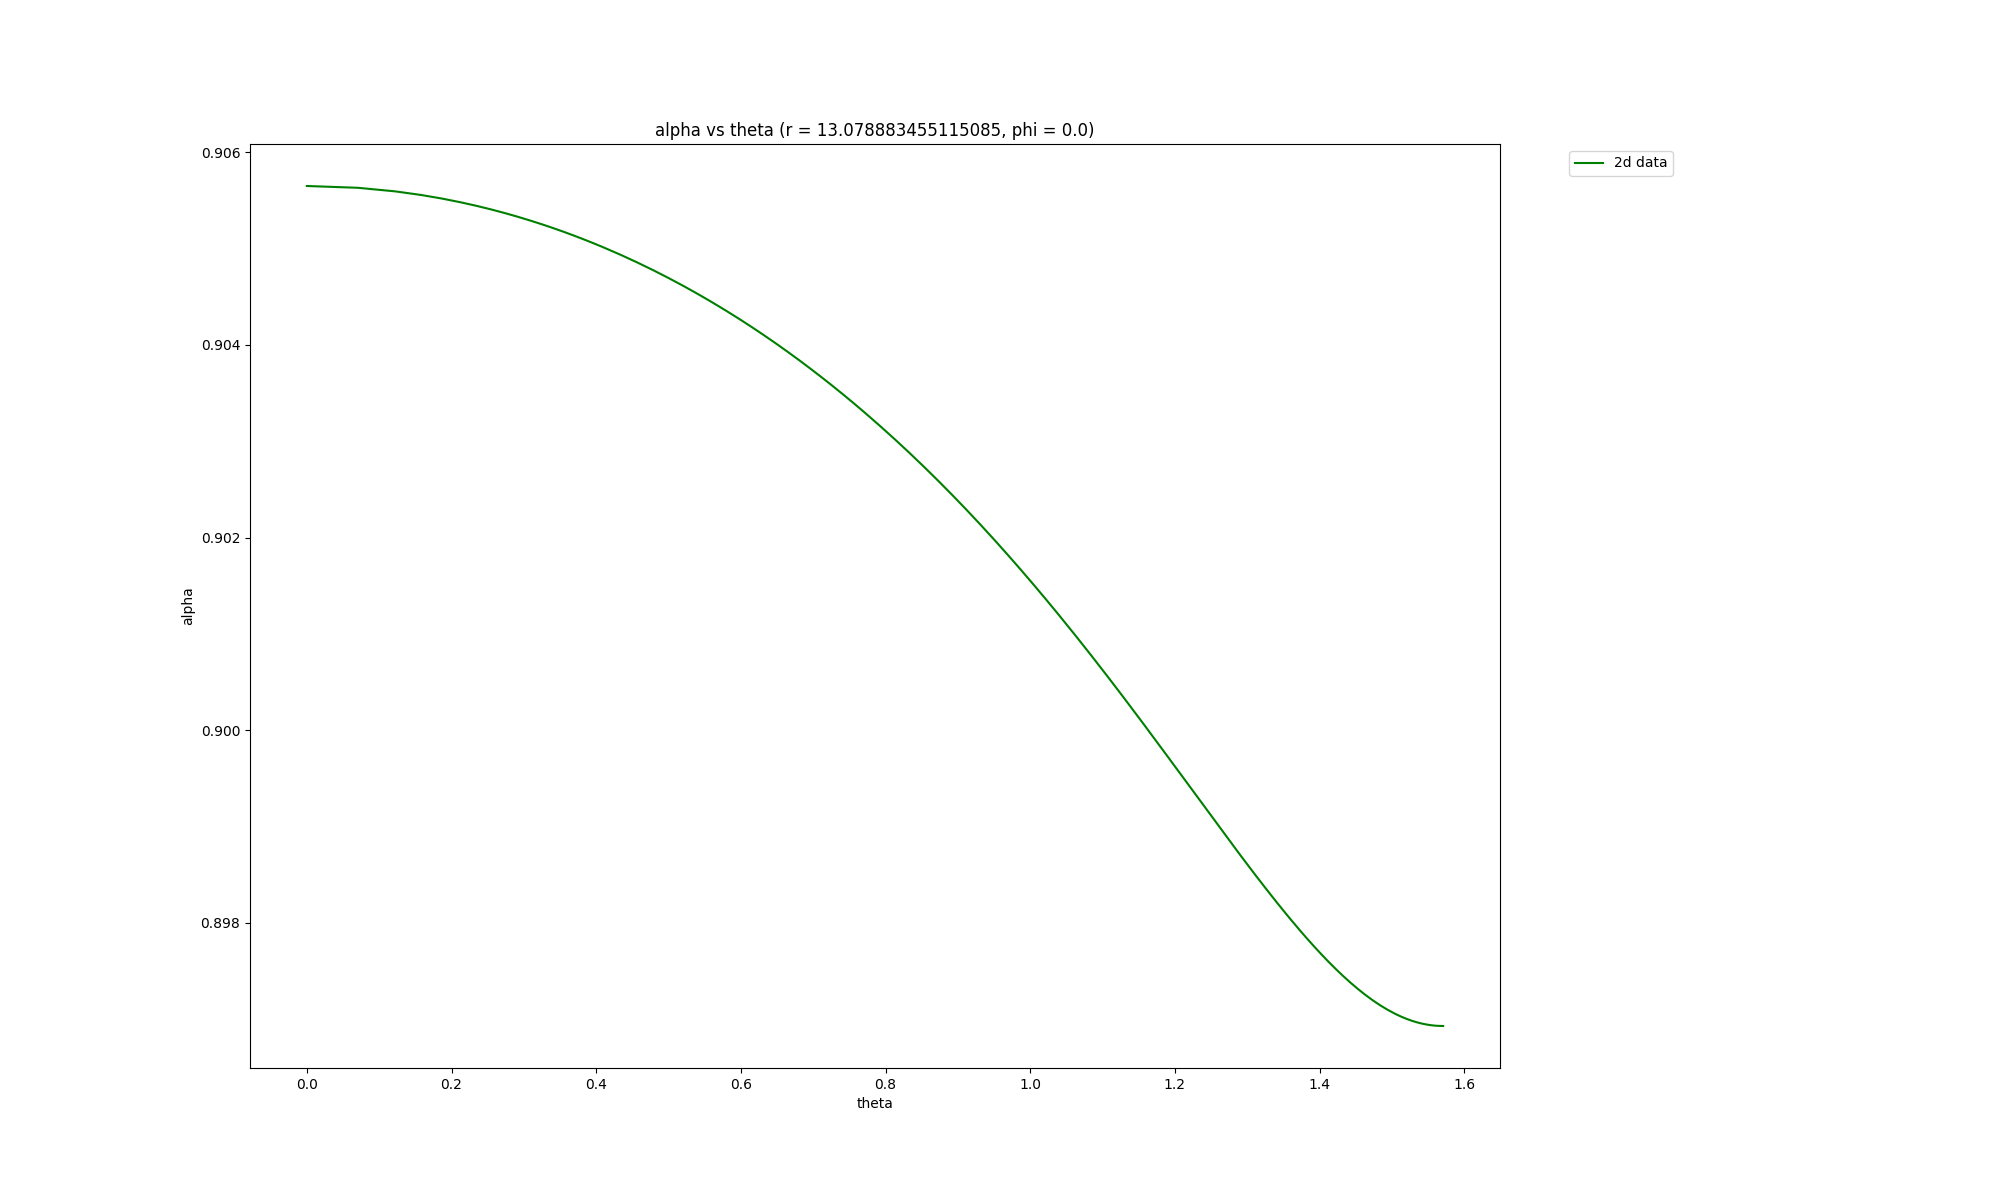 alpha vs theta (r = 13.078883455115085, phi = 0.0)
2d data
0.906
0.904
0.902
0.900
0.898
alpha
0.0 0.2 0.4 0.6 0.8 1.0 1.2 1.4 1.6
theta